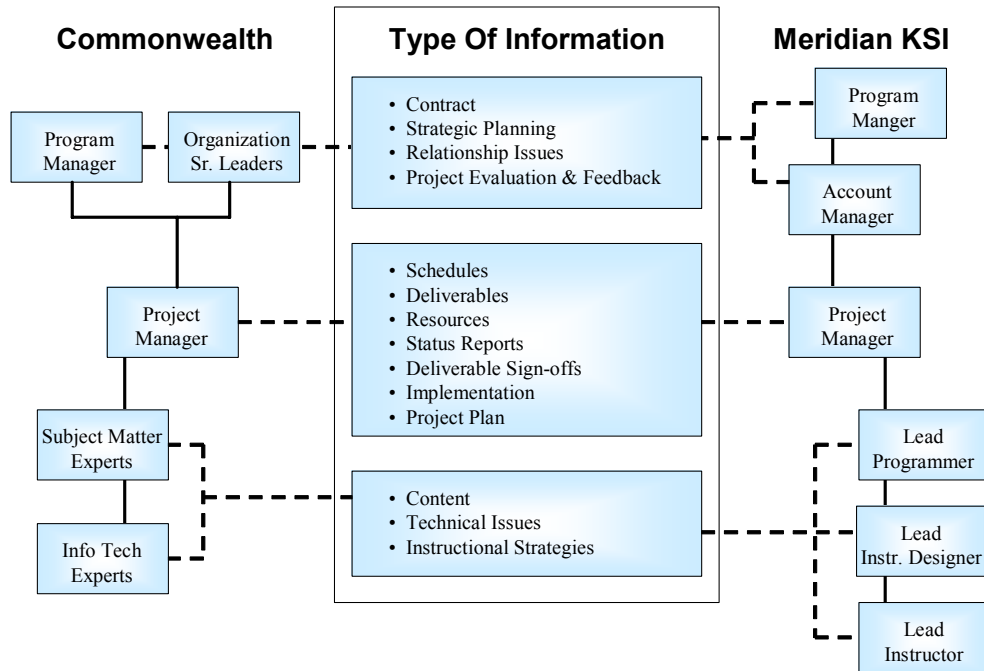 Commonwealth
Program
Manager
Organization
Sr. Leaders
Project
Manager
Subject Matter
Experts
Info Tech
Experts
Type Of Information
• Contract
• Strategic Planning
• Relationship Issues
• Project Evaluation & Feedback
• Schedules
• Deliverables
• Resources
• Status Reports
• Deliverable Sign-offs
• Implementation
• Project Plan
• Content
• Technical Issues
• Instructional Strategies
Meridian KSI
Program
Manger
Account
Manager
Project
Manager
Lead
Programmer
Lead
Instr. Designer
Lead
Instructor